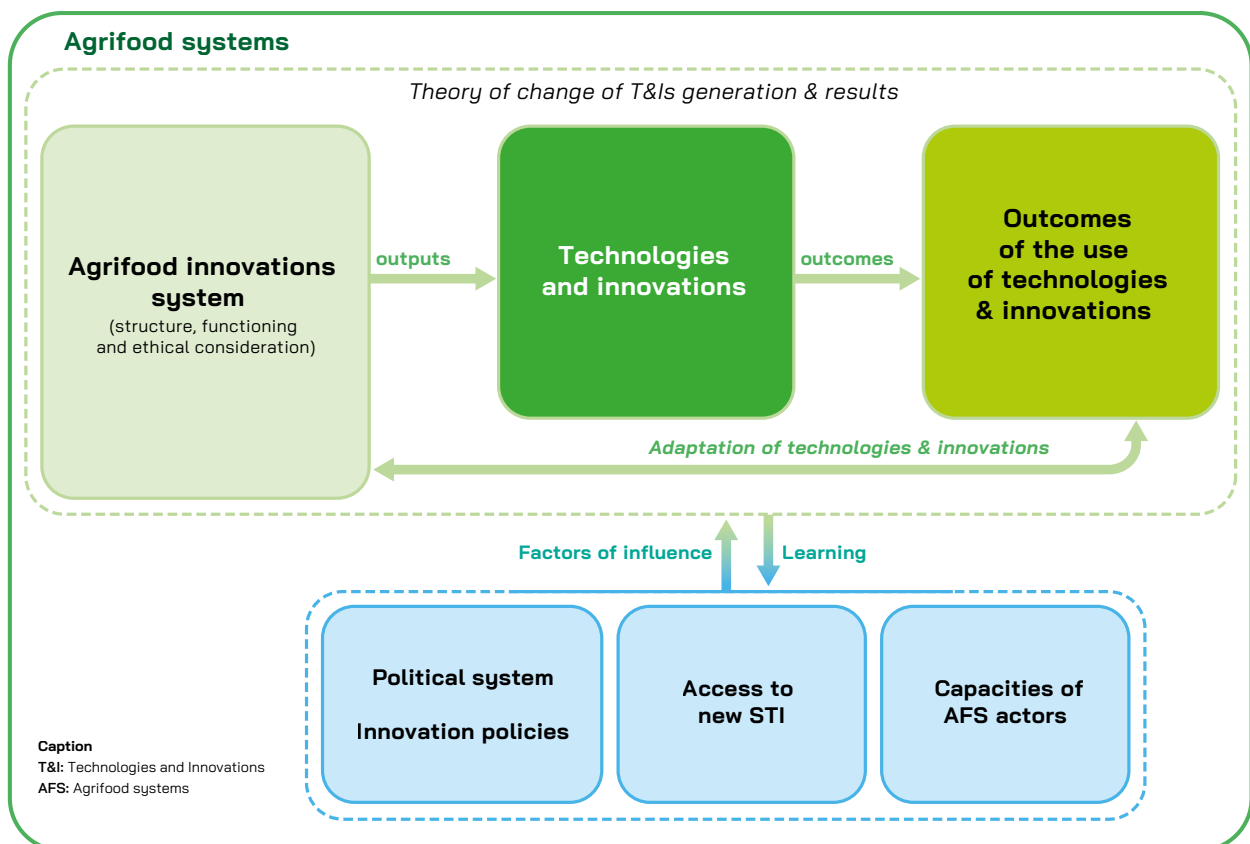 Agrifood systems
Theory of change of T&Is generation & results
Agrifood innovations
system
(structure, functioning
and ethical consideration)
outputs
Technologies
and innovations
outcomes
Outcomes
of the use
of technologies
& innovations
Adaptation of technologies & innovations
Factors of influence
Learning
Political system
Innovation policies
Access to
new STI
Capacities of
AFS actors
Caption
T&I: Technologies and Innovations
AFS: Agrifood systems